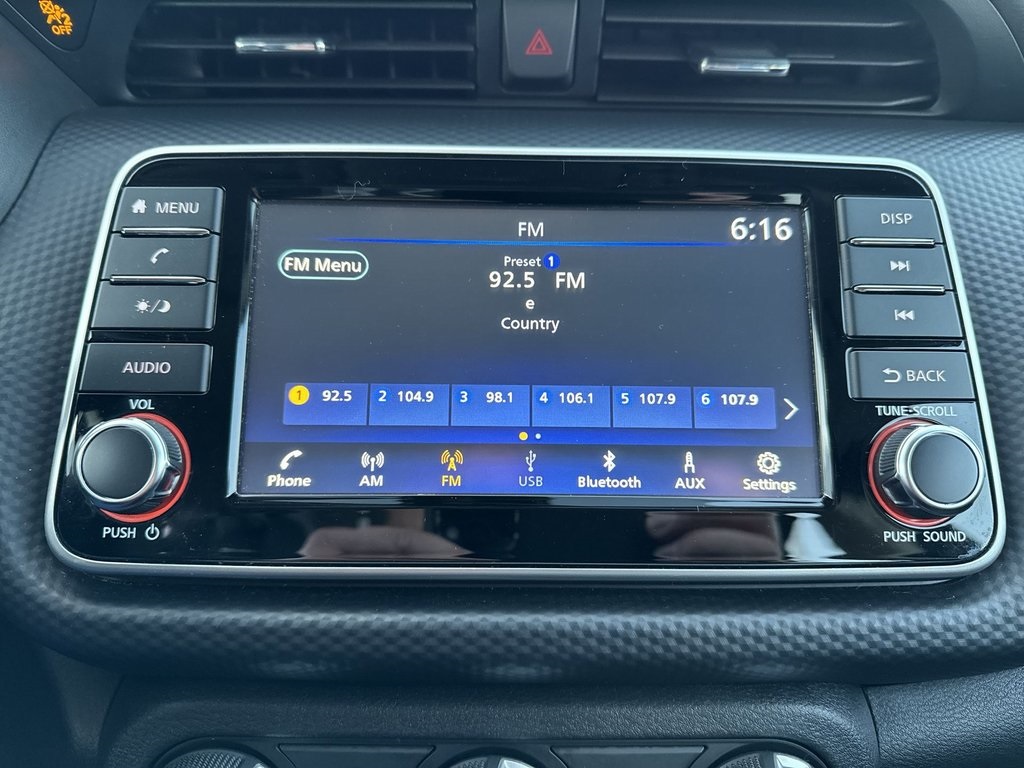 2
OFF
MENU
AUDIO
VOL
PUSH
FM
6:16
FM Menu
Preset 1
92.5 FM
e
Country
1 92.5 2 104.9 3 98.1 4 106.1 5 107.9 6 107.9
Phone AM FM USB Bluetooth AUX Settings
DISP
BACK
TUNE·SCROLL
PUSH SOUND